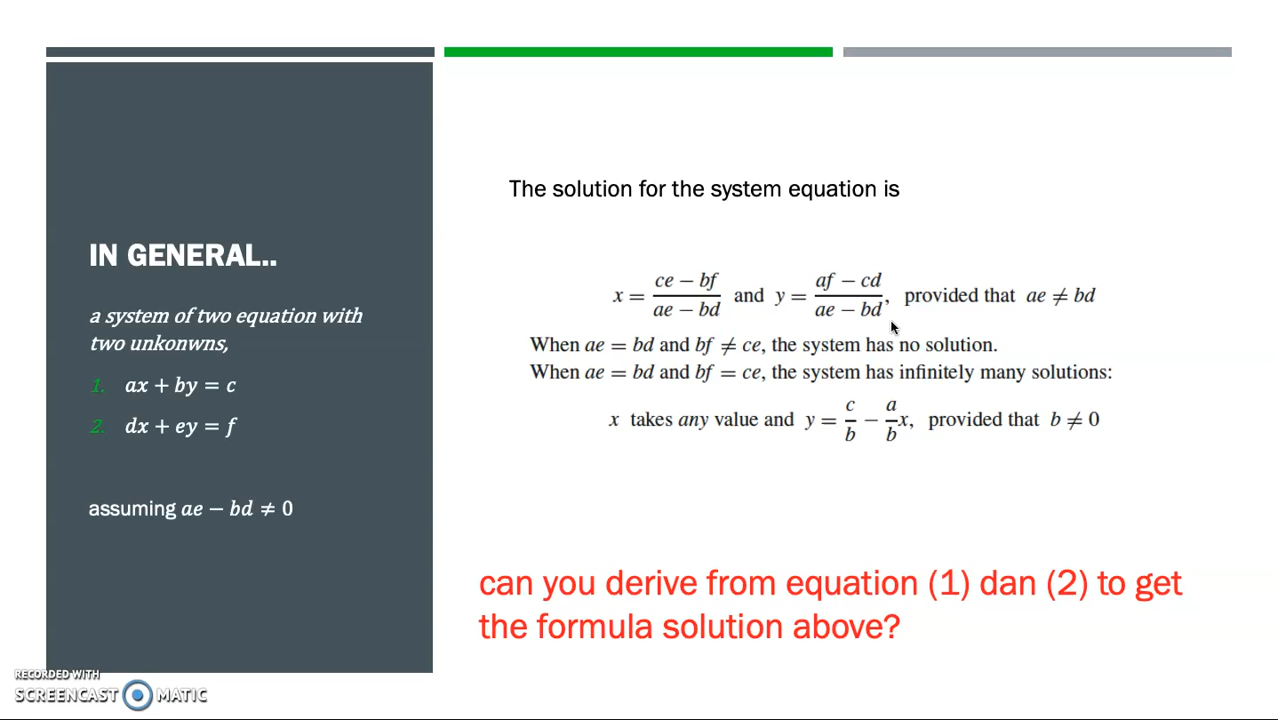 IN GENERAL..
a system of two equation with
two unkonwns,
1. ax + by = c
2. dx + ey = f
assuming ae − bd ≠ 0
The solution for the system equation is
x = (ce − bf)/(ae − bd) and y = (af − cd)/(ae − bd), provided that ae ≠ bd
When ae = bd and bf ≠ ce, the system has no solution.
When ae = bd and bf = ce, the system has infinitely many solutions:
x takes any value and y = c/b − a/b x, provided that b ≠ 0
can you derive from equation (1) dan (2) to get
the formula solution above?
RECORDED WITH
SCREENCAST MATIC